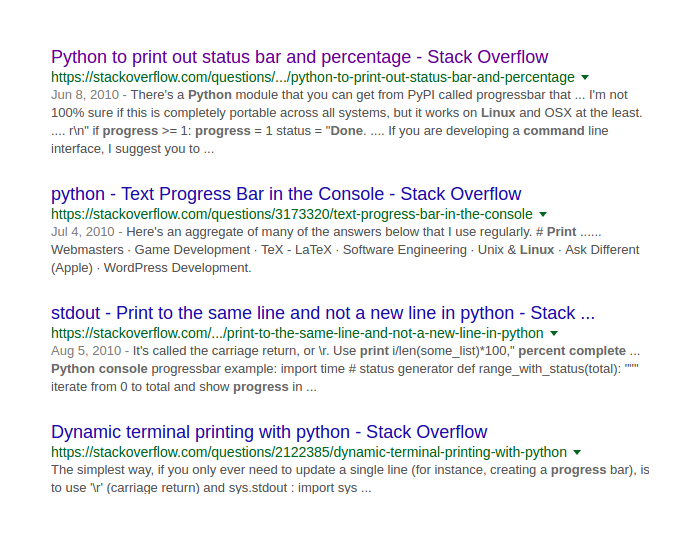 Python to print out status bar and percentage - Stack Overflow
https://stackoverflow.com/questions/.../python-to-print-out-status-bar-and-percentage
Jun 8, 2010 - There's a Python module that you can get from PyPI called progressbar that ... I'm not
100% sure if this is completely portable across all systems, but it works on Linux and OSX at the least.
.... r\n" if progress >= 1: progress = 1 status = "Done. .... If you are developing a command line
interface, I suggest you to ...
python - Text Progress Bar in the Console - Stack Overflow
https://stackoverflow.com/questions/3173320/text-progress-bar-in-the-console
Jul 4, 2010 - Here's an aggregate of many of the answers below that I use regularly. # Print ......
Webmasters · Game Development · TeX - LaTeX · Software Engineering · Unix & Linux · Ask Different
(Apple) · WordPress Development.
stdout - Print to the same line and not a new line in python - Stack ...
https://stackoverflow.com/.../print-to-the-same-line-and-not-a-new-line-in-python
Aug 5, 2010 - It's called the carriage return, or \r. Use print i/len(some_list)*100," percent complete ...
Python console progressbar example: import time # status generator def range_with_status(total): """
iterate from 0 to total and show progress in ...
Dynamic terminal printing with python - Stack Overflow
https://stackoverflow.com/questions/2122385/dynamic-terminal-printing-with-python
The simplest way, if you only ever need to update a single line (for instance, creating a progress bar), is
to use '\r' (carriage return) and sys.stdout : import sys ...